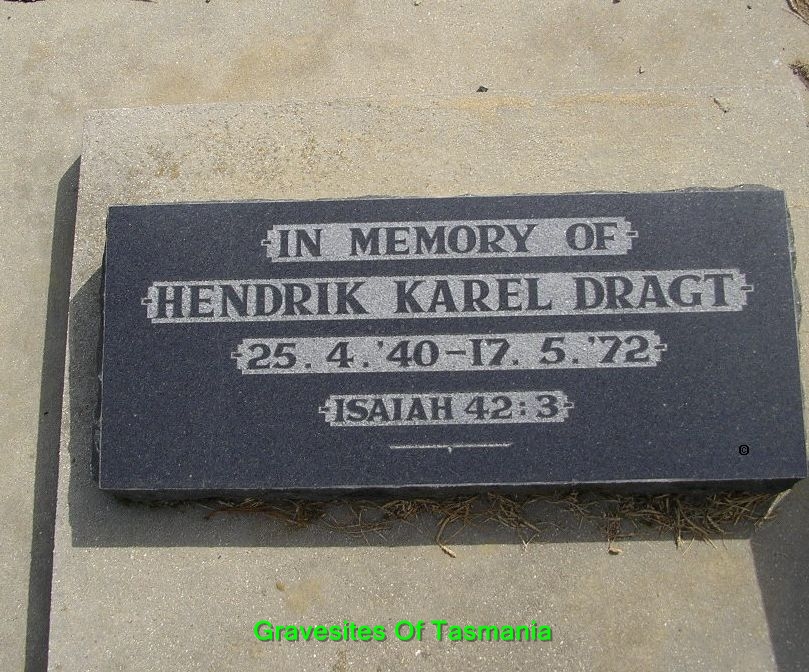 IN MEMORY OF
HENDRIK KAREL DRAGT
25. 4.'40-17. 5.'72
ISAIAH 42:3
©
Gravesites Of Tasmania